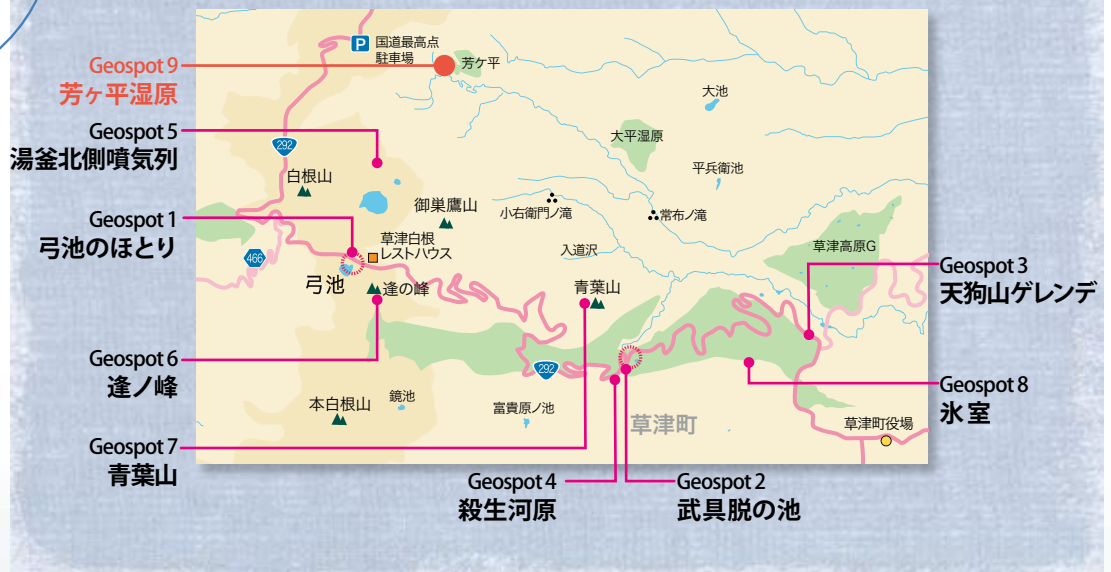 Geospot 9
芳ヶ平湿原
Geospot 5
湯釜北側噴気列
Geospot 1
弓池のほとり
Geospot 6
逢ノ峰
Geospot 7
青葉山
P
国道最高点
駐車場
芳ケ平
292
白根山
御巣鷹山
466
草津白根
レストハウス
弓池
逢の峰
大池
大平湿原
平兵衛池
小右衛門ノ滝
常布ノ滝
入道沢
草津高原G
青葉山
292
本白根山
鏡池
富貴原ノ池
草津町
草津町役場
Geospot 3
天狗山ゲレンデ
Geospot 8
氷室
Geospot 4
殺生河原
Geospot 2
武具脱の池